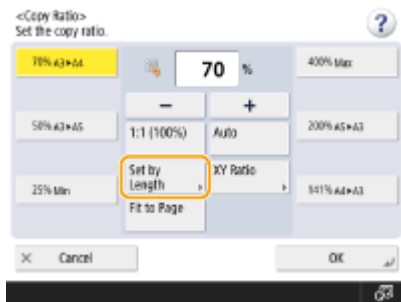 <Copy Ratio>
Set the copy ratio.
?
70% A3►A4
70 %
400% Max
−
+
50% A3►A5
1:1 (100%)
Auto
200% A5►A3
Set by
Length
XY Ratio
25% Min
141% A4►A3
Fit to Page
× Cancel
OK